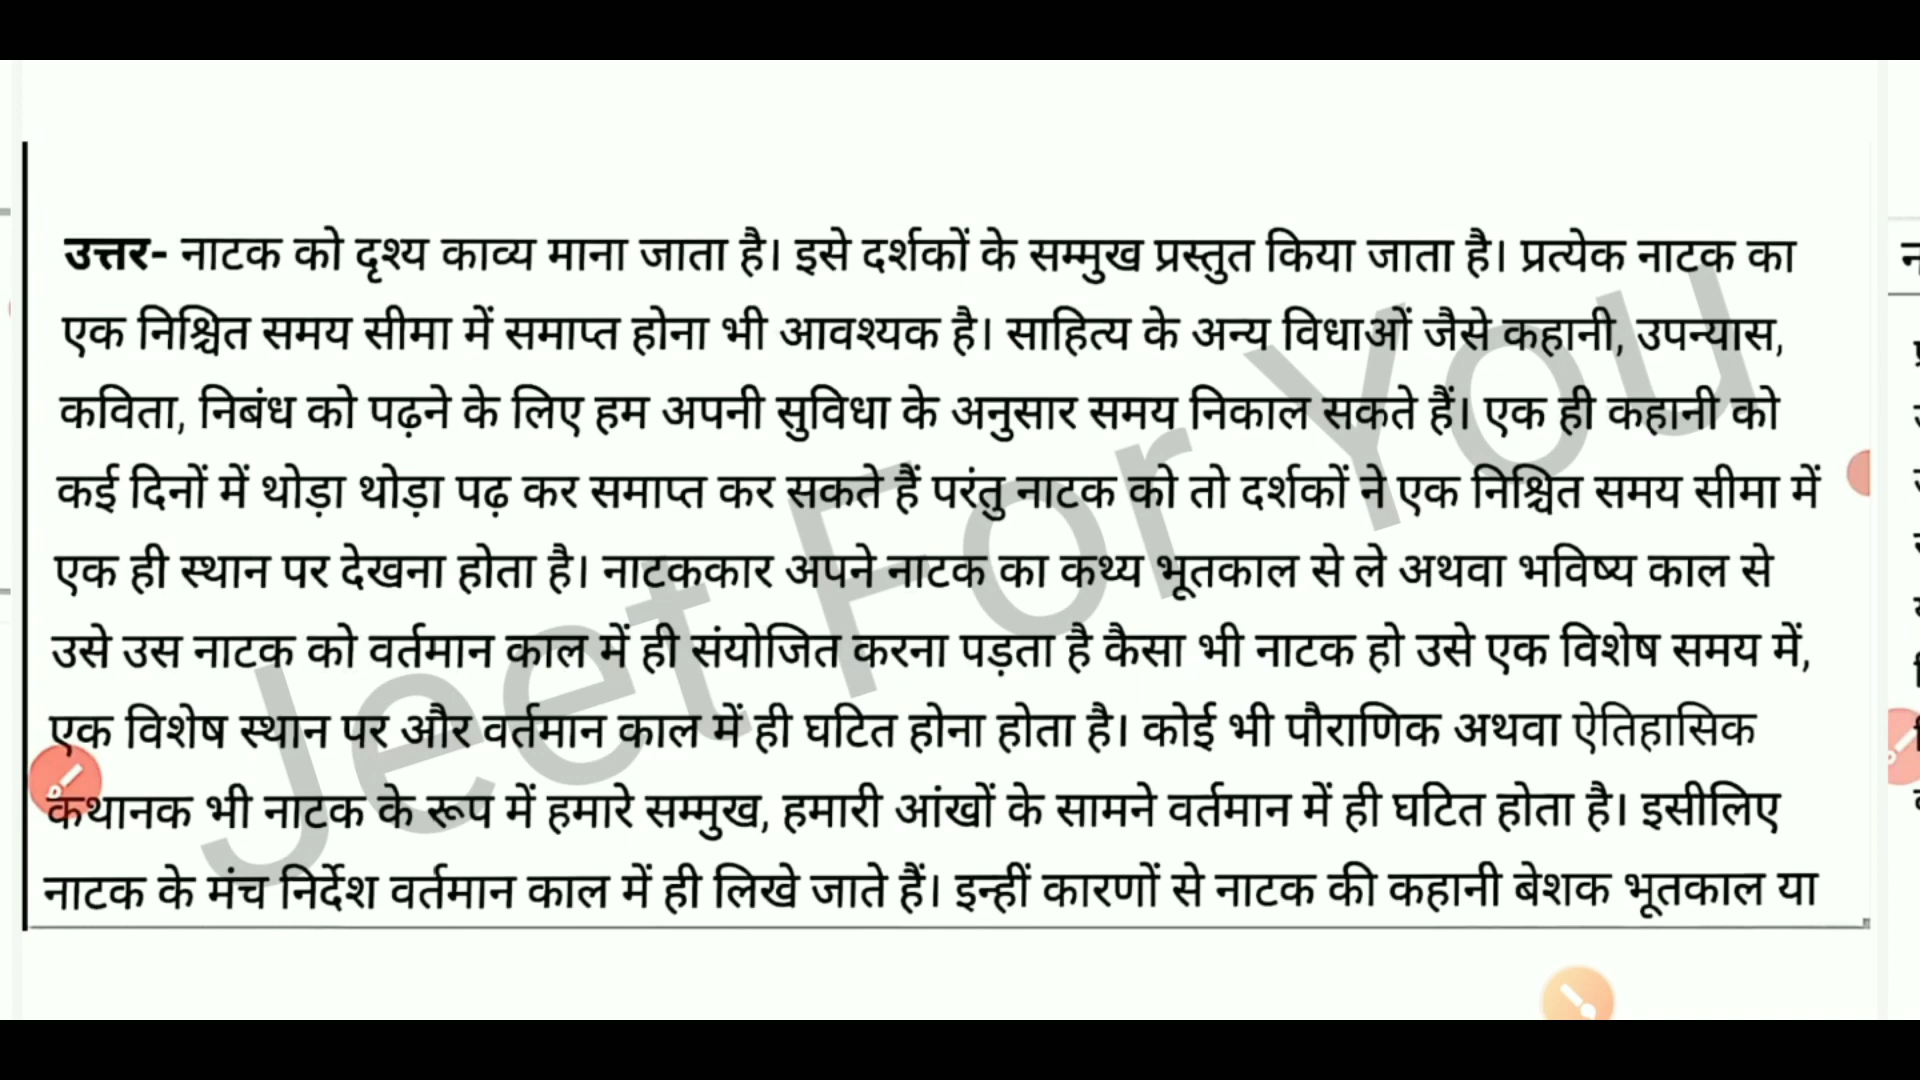 उत्तर- नाटक को दृश्य काव्य माना जाता है। इसे दर्शकों के सम्मुख प्रस्तुत किया जाता है। प्रत्येक नाटक का
एक निश्चित समय सीमा में समाप्त होना भी आवश्यक है। साहित्य के अन्य विधाओं जैसे कहानी, उपन्यास,
कविता, निबंध को पढ़ने के लिए हम अपनी सुविधा के अनुसार समय निकाल सकते हैं। एक ही कहानी को
कई दिनों में थोड़ा थोड़ा पढ़ कर समाप्त कर सकते हैं परंतु नाटक को तो दर्शकों ने एक निश्चित समय सीमा में
एक ही स्थान पर देखना होता है। नाटककार अपने नाटक का कथ्य भूतकाल से ले अथवा भविष्य काल से
उसे उस नाटक को वर्तमान काल में ही संयोजित करना पड़ता है कैसा भी नाटक हो उसे एक विशेष समय में,
एक विशेष स्थान पर और वर्तमान काल में ही घटित होना होता है। कोई भी पौराणिक अथवा ऐतिहासिक
कथानक भी नाटक के रूप में हमारे सम्मुख, हमारी आंखों के सामने वर्तमान में ही घटित होता है। इसीलिए
नाटक के मंच निर्देश वर्तमान काल में ही लिखे जाते हैं। इन्हीं कारणों से नाटक की कहानी बेशक भूतकाल या
Jeet For You